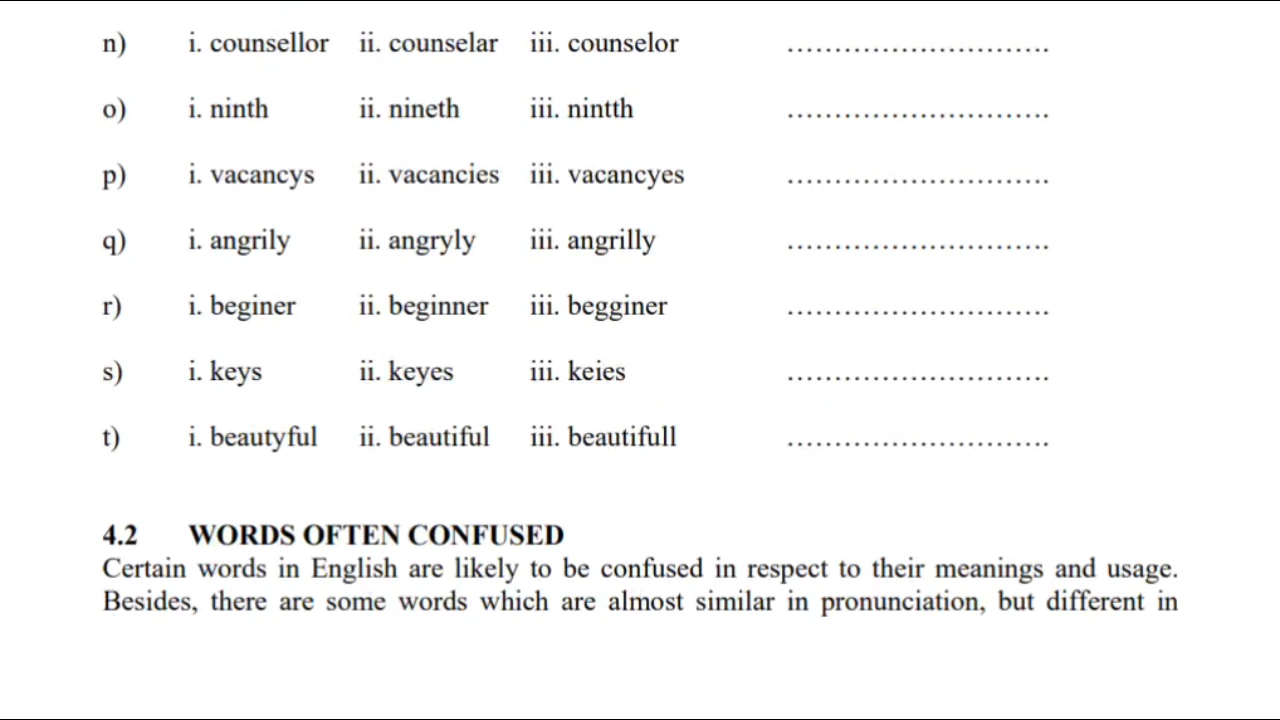 n) i. counsellor ii. counselar iii. counselor ............................
o) i. ninth ii. nineth iii. nintth ............................
p) i. vacancys ii. vacancies iii. vacancyes ............................
q) i. angrily ii. angryly iii. angrilly ............................
r) i. beginer ii. beginner iii. begginer ............................
s) i. keys ii. keyes iii. keies ............................
t) i. beautyful ii. beautiful iii. beautifull ............................
4.2 WORDS OFTEN CONFUSED
Certain words in English are likely to be confused in respect to their meanings and usage.
Besides, there are some words which are almost similar in pronunciation, but different in